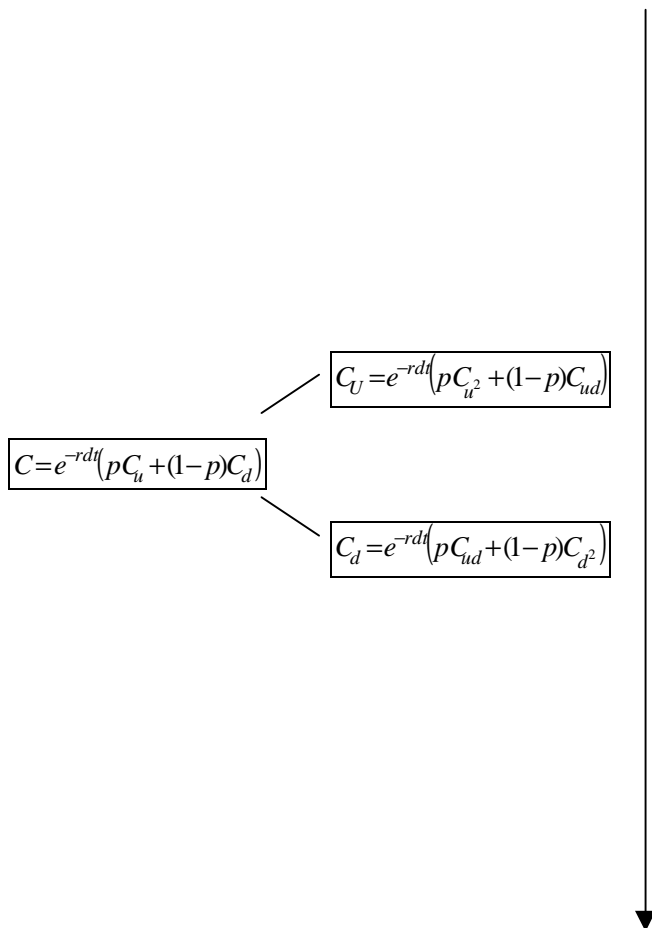 C_U = e^{-rdt}(pC_{u^2} + (1-p)C_{ud})
C = e^{-rdt}(pC_u + (1-p)C_d)
C_d = e^{-rdt}(pC_{ud} + (1-p)C_{d^2})